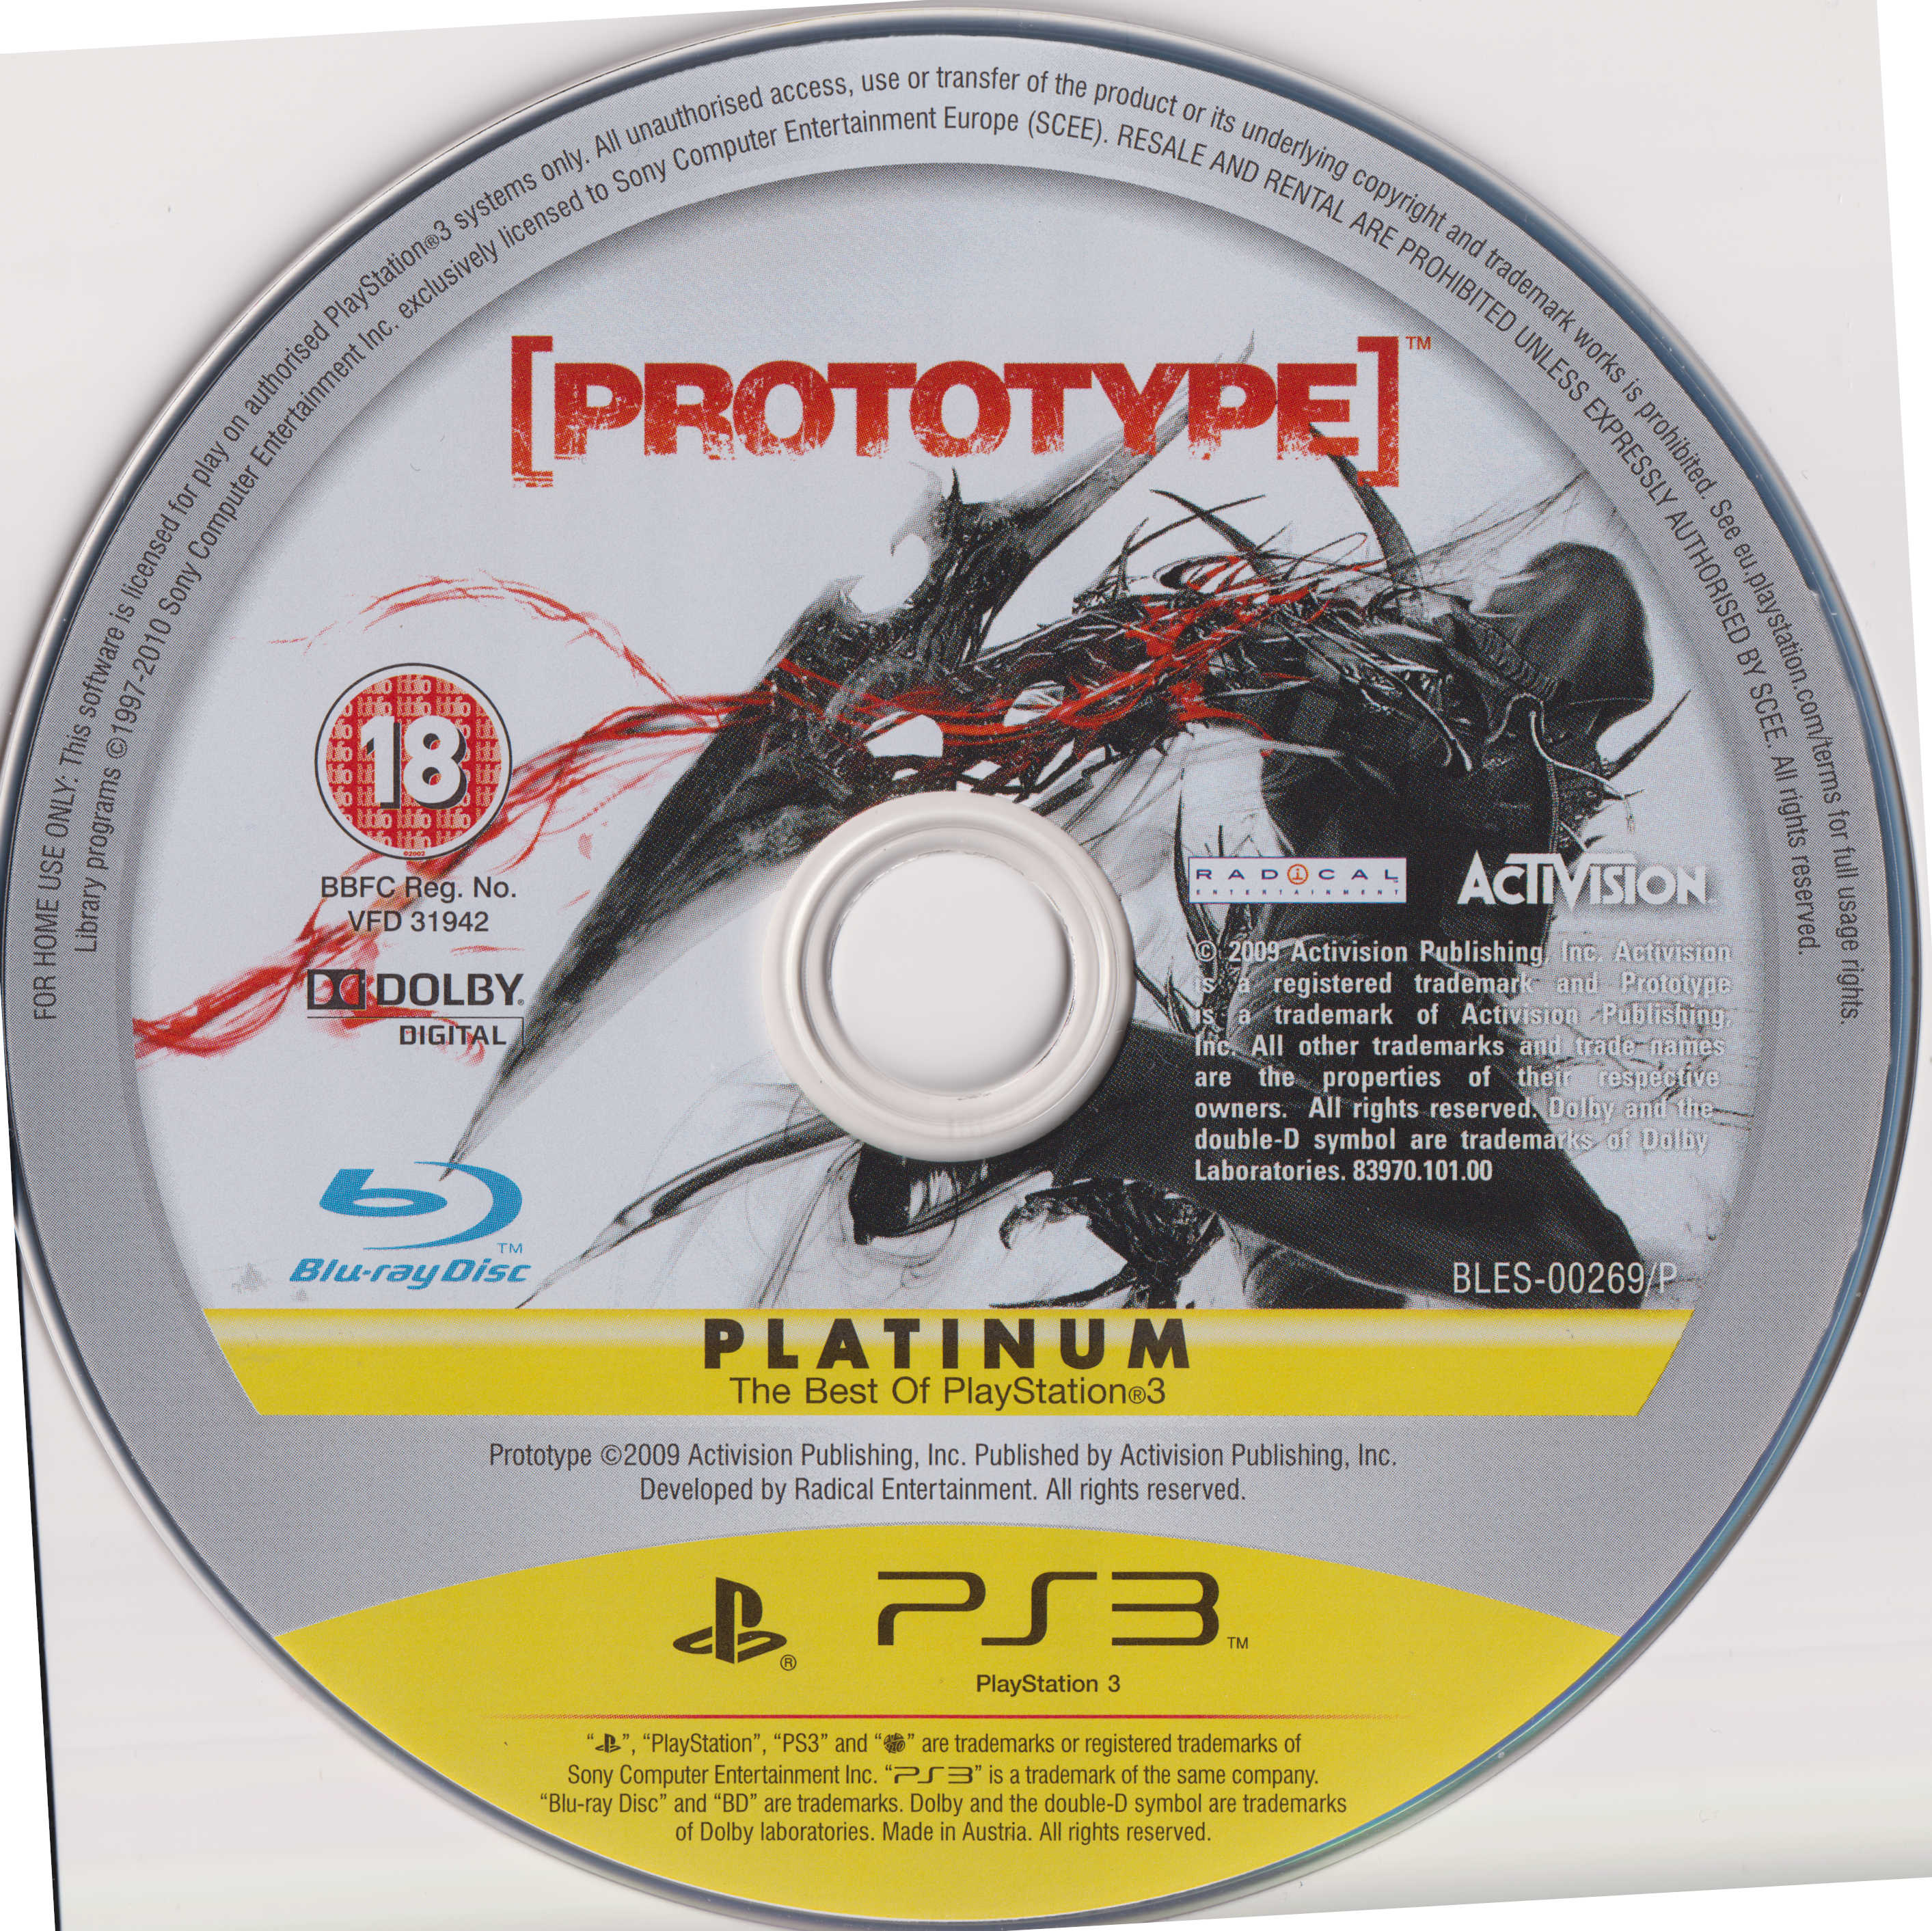 FOR HOME USE ONLY: This software is licensed for play on authorised PlayStation®3 systems only. All unauthorised access, use or transfer of the product or its underlying copyright and trademark works is prohibited. See eu.playstation.com/terms for full usage rights.
Library programs ©1997-2010 Sony Computer Entertainment Inc. exclusively licensed to Sony Computer Entertainment Europe (SCEE). RESALE AND RENTAL ARE PROHIBITED UNLESS EXPRESSLY AUTHORISED BY SCEE. All rights reserved.
[PROTOTYPE]™
18
©2002
BBFC Reg. No.
VFD 31942
DOLBY®
DIGITAL
Blu-ray Disc™
RADICAL
ENTERTAINMENT
ACTIVISION
© 2009 Activision Publishing, Inc. Activision
is a registered trademark and Prototype
is a trademark of Activision Publishing,
Inc. All other trademarks and trade names
are the properties of their respective
owners. All rights reserved. Dolby and the
double-D symbol are trademarks of Dolby
Laboratories. 83970.101.00
BLES-00269/P
PLATINUM
The Best Of PlayStation®3
Prototype ©2009 Activision Publishing, Inc. Published by Activision Publishing, Inc.
Developed by Radical Entertainment. All rights reserved.
® PS3™
PlayStation 3
“ ”, “PlayStation”, “PS3” and “ ” are trademarks or registered trademarks of
Sony Computer Entertainment Inc. “PS3” is a trademark of the same company.
“Blu-ray Disc” and “BD” are trademarks. Dolby and the double-D symbol are trademarks
of Dolby laboratories. Made in Austria. All rights reserved.